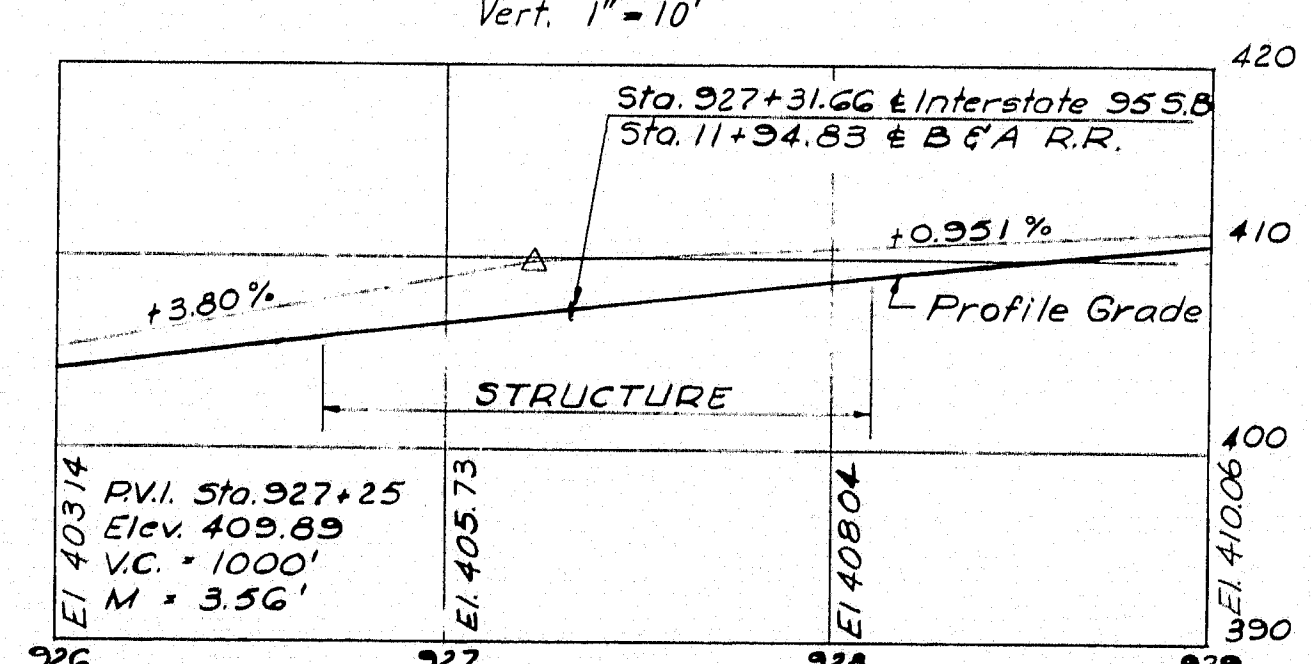 Vert. 1" = 10'
420
Sta. 927+31.66 ℄ Interstate 95 S.B
Sta. 11+94.83 ℄ B & A R.R.
+0.951 %
410
+3.80 %
Profile Grade
STRUCTURE
400
El 403 14
P.V.I. Sta. 927+25
Elev. 409.89
V.C. = 1000'
M = 3.56'
El. 405.73
El 408 04
El. 410.06
390
926
927
928
929